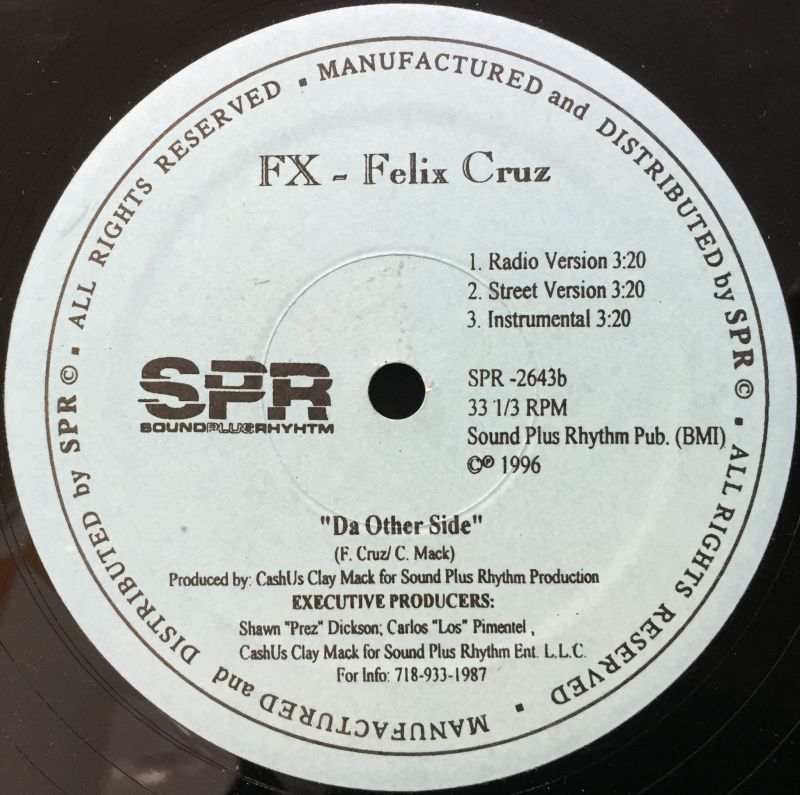 MANUFACTURED and DISTRIBUTED by SPR © ▪ ALL RIGHTS RESERVED ▪ MANUFACTURED and DISTRIBUTED by SPR © ▪ ALL RIGHTS RESERVED ▪
FX - Felix Cruz
1. Radio Version 3:20
2. Street Version 3:20
3. Instrumental 3:20
SPR
SOUNDPLUSRHYHTM
SPR -2643b
33 1/3 RPM
Sound Plus Rhythm Pub. (BMI)
©℗ 1996
"Da Other Side"
(F. Cruz/ C. Mack)
Produced by: CashUs Clay Mack for Sound Plus Rhythm Production
EXECUTIVE PRODUCERS:
Shawn "Prez" Dickson; Carlos "Los" Pimentel ,
CashUs Clay Mack for Sound Plus Rhythm Ent. L.L.C.
For Info: 718-933-1987